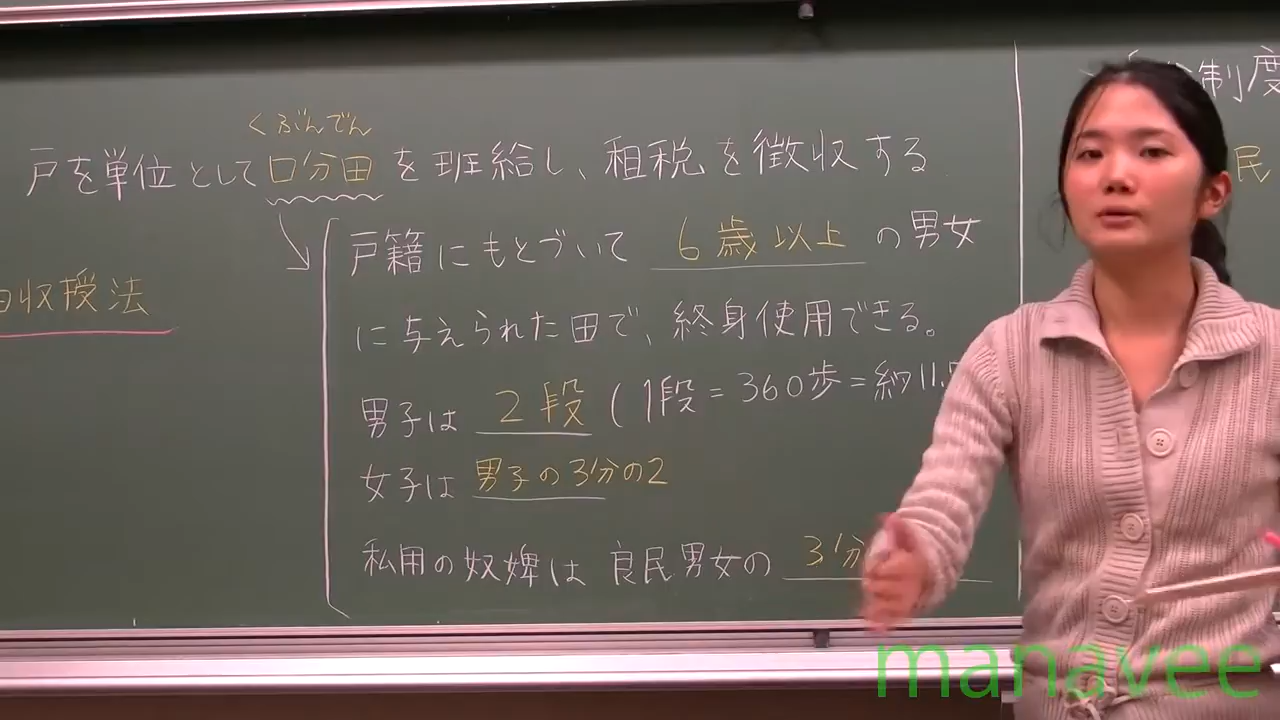 くぶんでん
戸を単位として口分田を班給し、租税を徴収する
収授法
戸籍にもとづいて 6歳以上 の男女
に与えられた田で、終身使用できる。
男子は 2段 (1段=360歩=約11.
女子は 男子の3分の2
私用の奴婢は 良民男女の 3分
制度
民
manavee